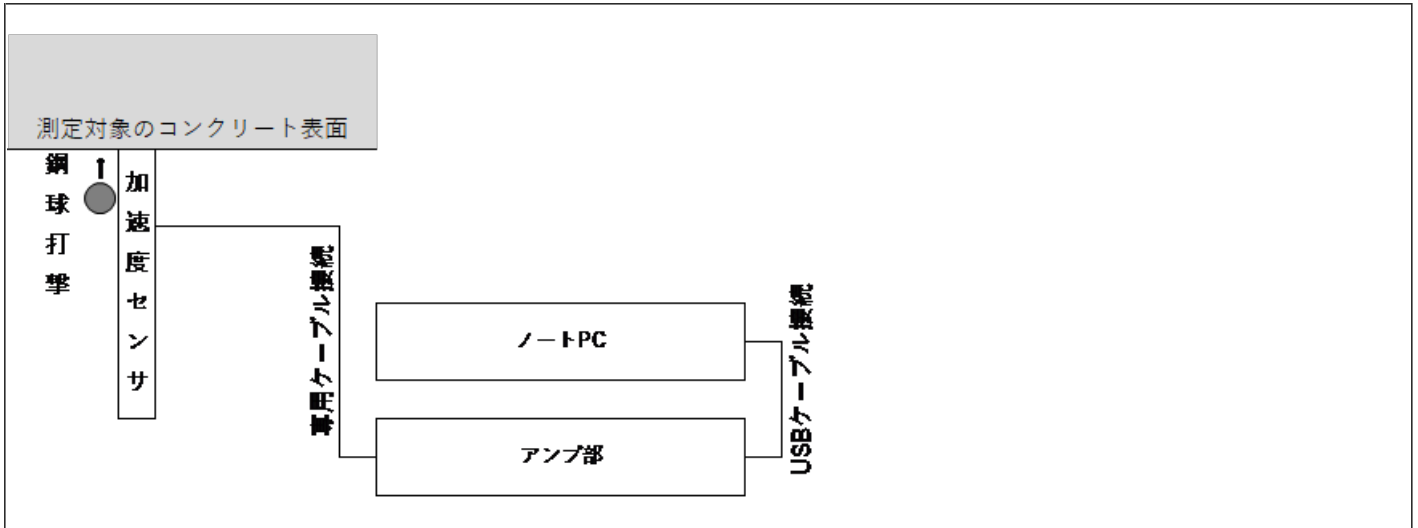 測定対象のコンクリート表面
鋼球打撃
加速度センサ
専用ケーブル接続
ノートPC
アンプ部
USBケーブル接続